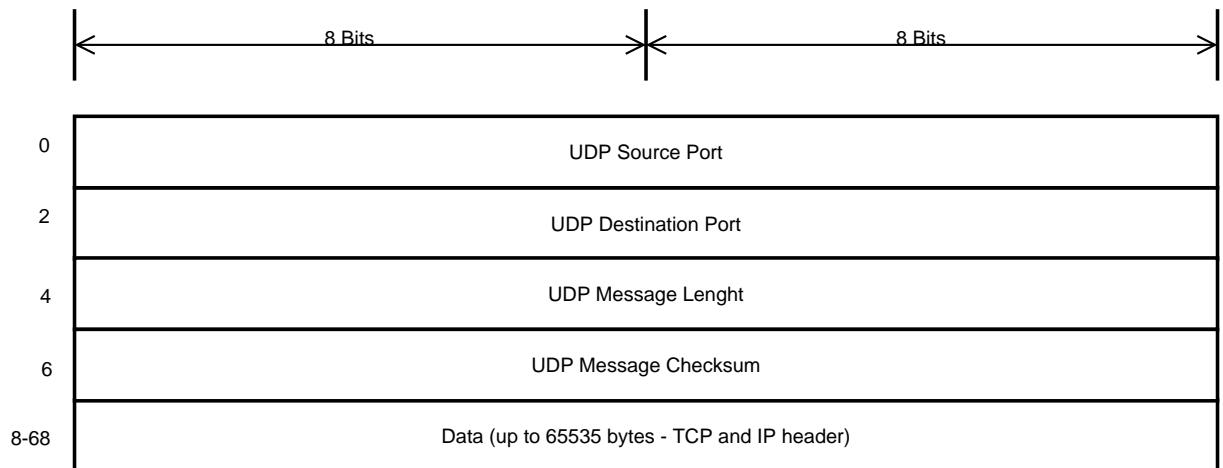 8 Bits 8 Bits
0 UDP Source Port
2 UDP Destination Port
4 UDP Message Lenght
6 UDP Message Checksum
8-68 Data (up to 65535 bytes - TCP and IP header)